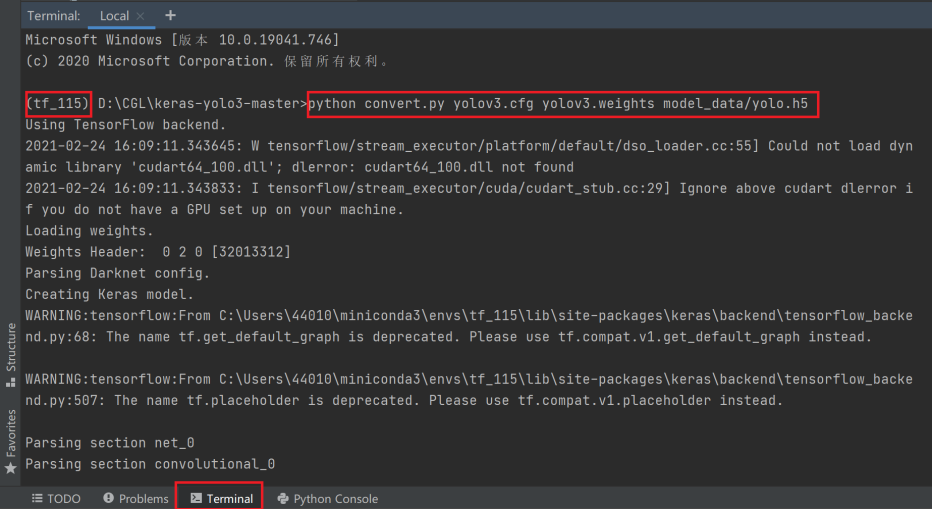 Terminal: Local × +
Microsoft Windows [版本 10.0.19041.746]
(c) 2020 Microsoft Corporation. 保留所有权利。
(tf_115) D:\CGL\keras-yolo3-master>python convert.py yolov3.cfg yolov3.weights model_data/yolo.h5
Using TensorFlow backend.
2021-02-24 16:09:11.343645: W tensorflow/stream_executor/platform/default/dso_loader.cc:55] Could not load dyn
amic library 'cudart64_100.dll'; dlerror: cudart64_100.dll not found
2021-02-24 16:09:11.343833: I tensorflow/stream_executor/cuda/cudart_stub.cc:29] Ignore above cudart dlerror i
f you do not have a GPU set up on your machine.
Loading weights.
Weights Header:  0 2 0 [32013312]
Parsing Darknet config.
Creating Keras model.
WARNING:tensorflow:From C:\Users\44010\miniconda3\envs\tf_115\lib\site-packages\keras\backend\tensorflow_backe
nd.py:68: The name tf.get_default_graph is deprecated. Please use tf.compat.v1.get_default_graph instead.
WARNING:tensorflow:From C:\Users\44010\miniconda3\envs\tf_115\lib\site-packages\keras\backend\tensorflow_backe
nd.py:507: The name tf.placeholder is deprecated. Please use tf.compat.v1.placeholder instead.
Parsing section net_0
Parsing section convolutional_0
Structure
Favorites
TODO Problems Terminal Python Console